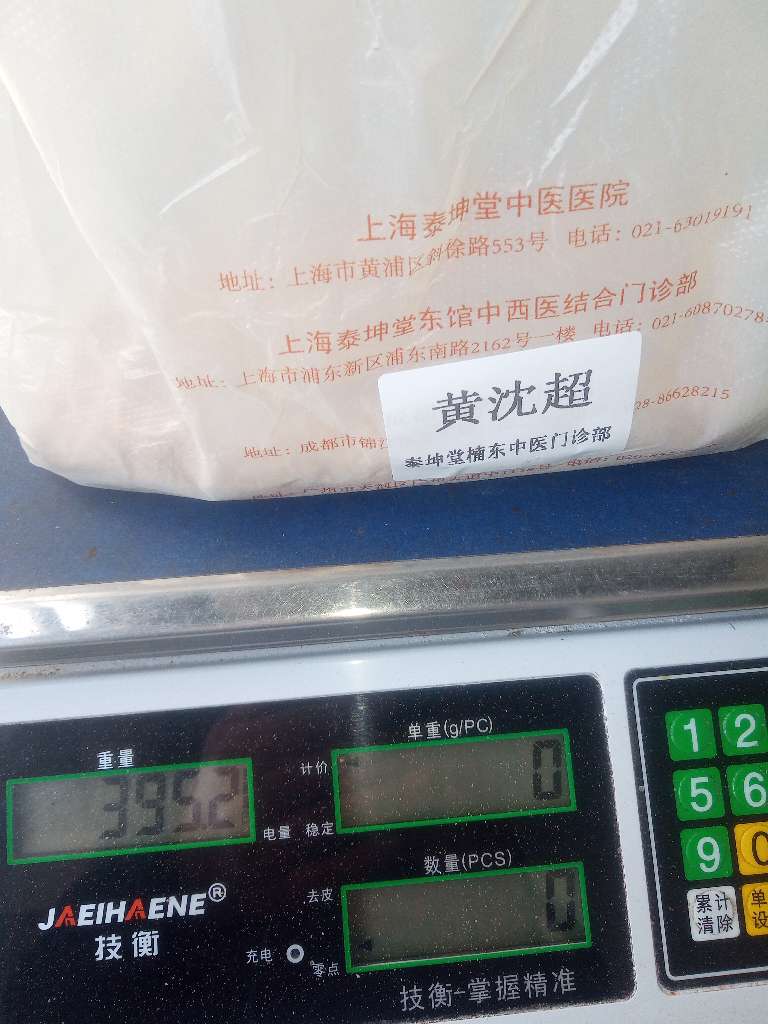 上海泰坤堂中医医院
地址：上海市黄浦区斜徐路553号 电话：021-63019191
上海泰坤堂东馆中西医结合门诊部
地址：上海市浦东新区浦东南路2162号一楼 电话：021-60870278
黄沈超
泰坤堂楠东中医门诊部
地址：成都市锦江
28-86628215
重量
3952
单重(g/PC)
0
计价
电量 稳定
数量(PCS)
0
去皮
充电
零点
JAEIHAENE®
技衡
技衡-掌握精准
1 2
5 6
9 0
累计
清除
单
设